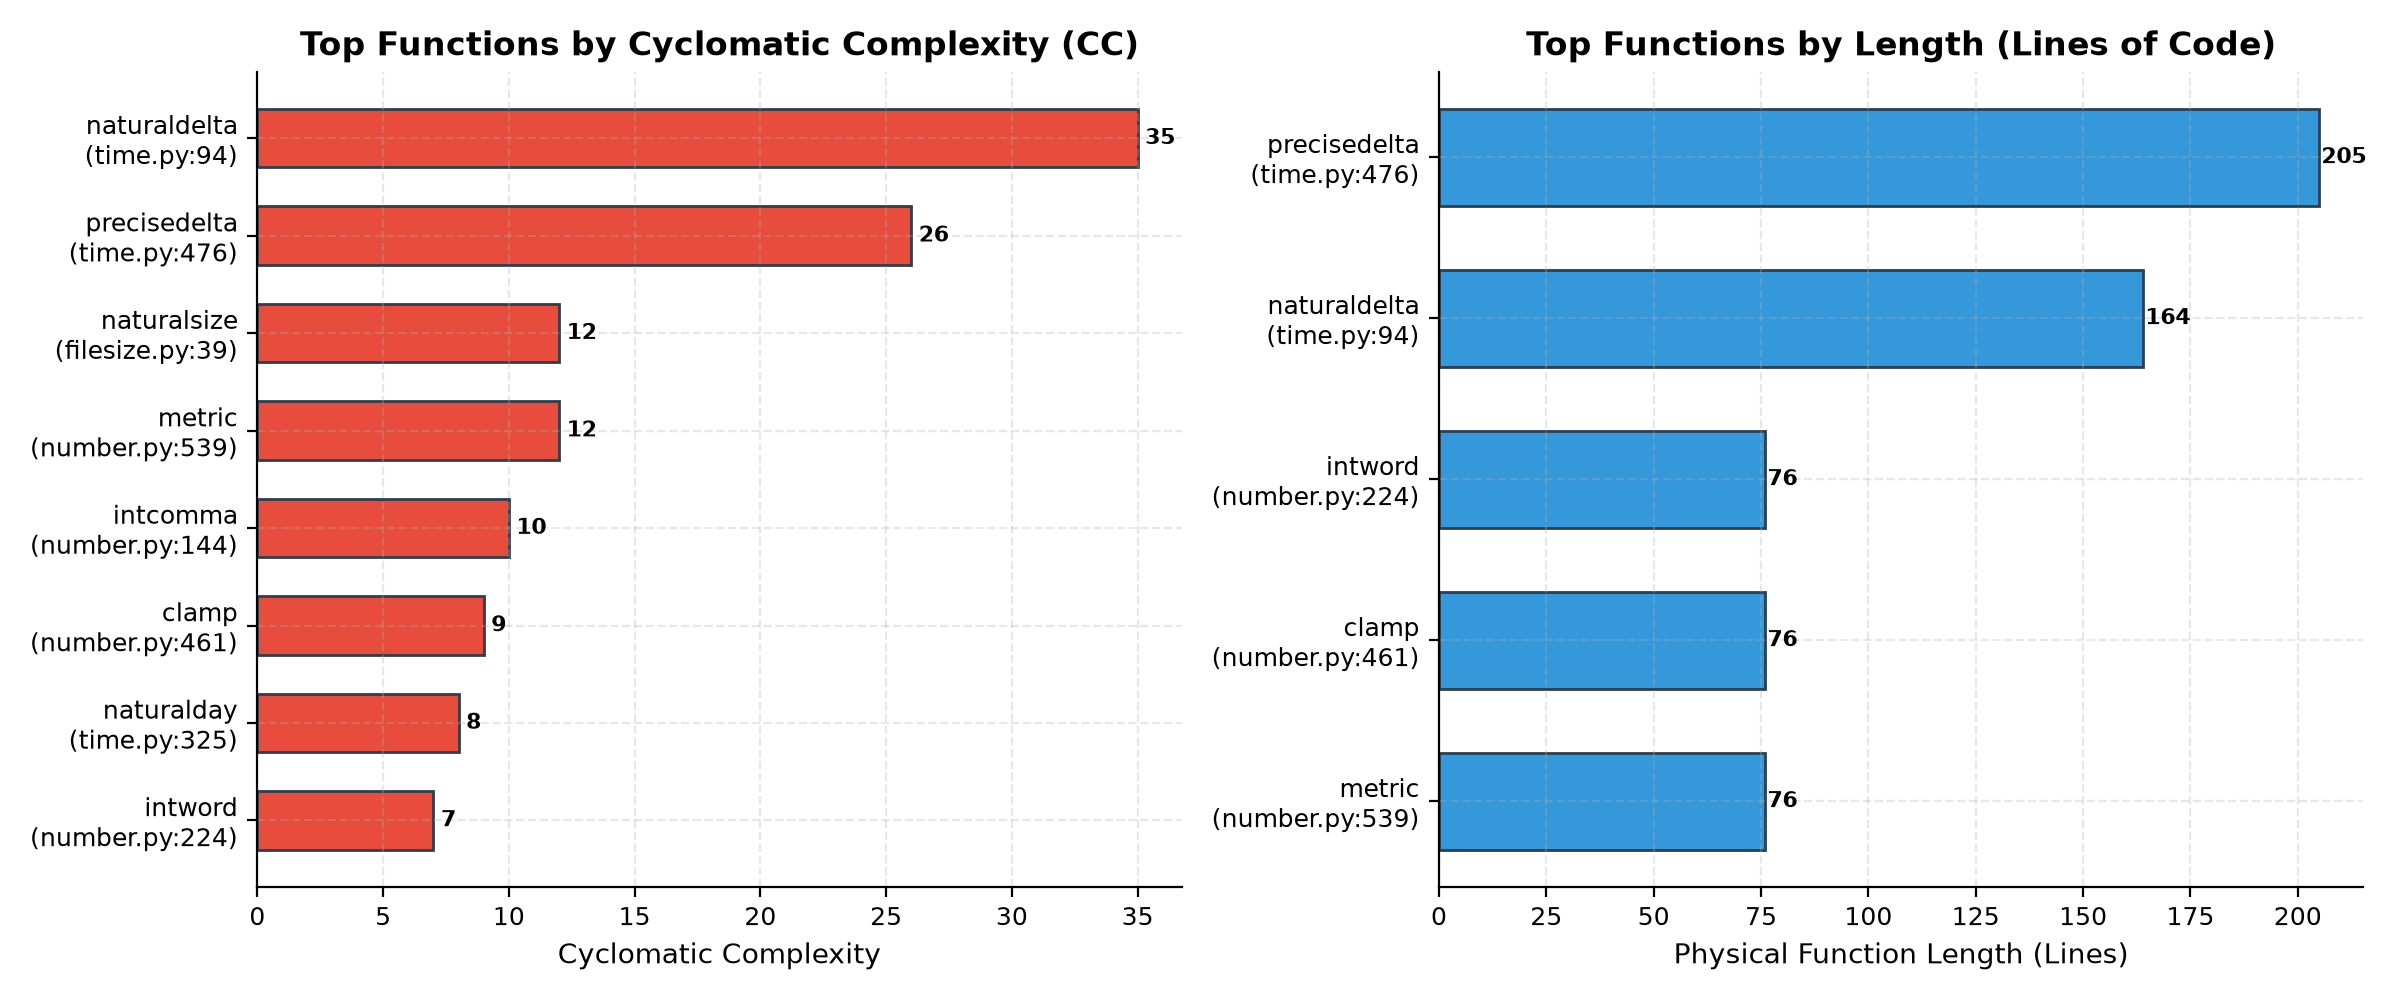 Top Functions by Cyclomatic Complexity (CC)
naturaldelta
(time.py:94)
35
precisedelta
(time.py:476)
26
naturalsize
(filesize.py:39)
12
metric
(number.py:539)
12
intcomma
(number.py:144)
10
clamp
(number.py:461)
9
naturalday
(time.py:325)
8
intword
(number.py:224)
7
0 5 10 15 20 25 30 35
Cyclomatic Complexity
Top Functions by Length (Lines of Code)
precisedelta
(time.py:476)
205
naturaldelta
(time.py:94)
164
intword
(number.py:224)
76
clamp
(number.py:461)
76
metric
(number.py:539)
76
0 25 50 75 100 125 150 175 200
Physical Function Length (Lines)